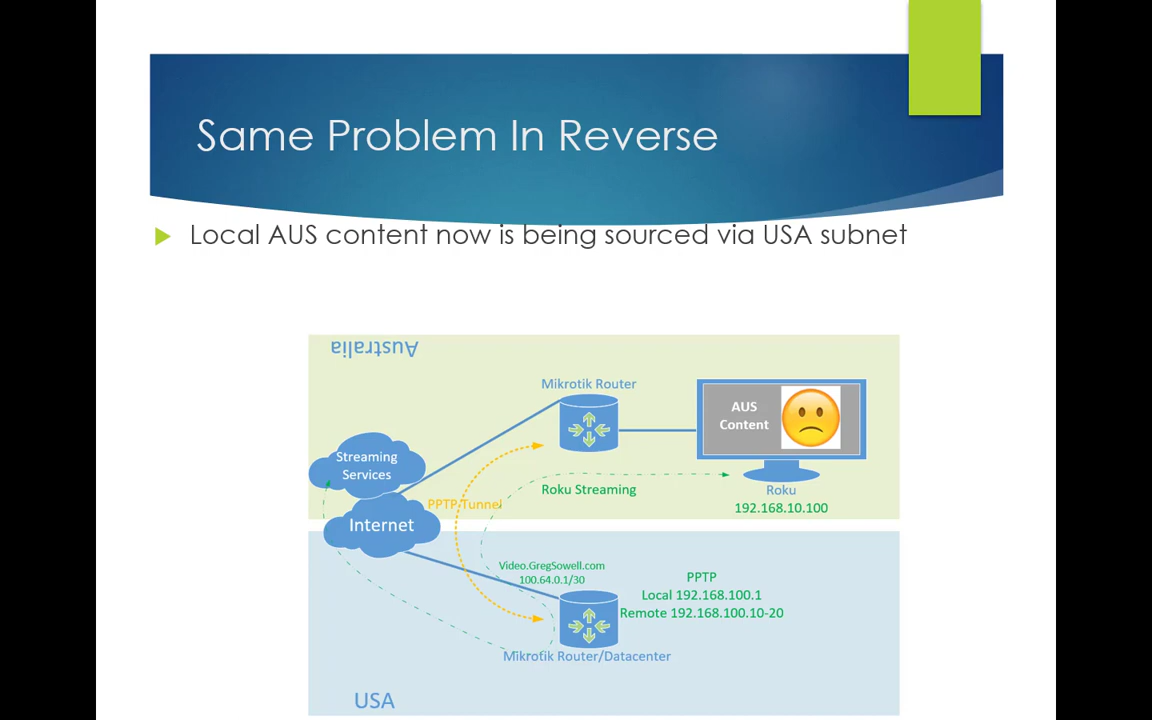 Same Problem In Reverse
Local AUS content now is being sourced via USA subnet
Australia
Mikrotik Router
AUS
Content
Streaming
Services
PPTP Tunnel
Roku Streaming
Roku
192.168.10.100
Internet
Video.GregSowell.com
100.64.0.1/30
PPTP
Local 192.168.100.1
Remote 192.168.100.10-20
Mikrotik Router/Datacenter
USA